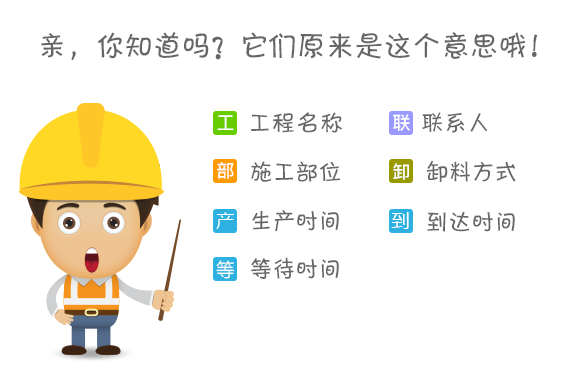 亲，你知道吗？它们原来是这个意思哦！
工 工程名称 联 联系人
部 施工部位 卸 卸料方式
产 生产时间 到 到达时间
等 等待时间